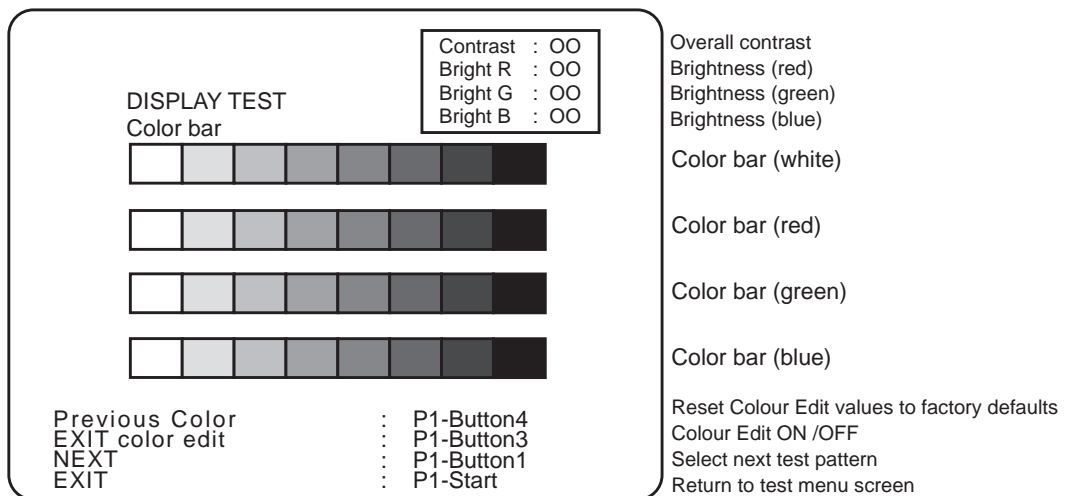 Contrast : OO
Bright R : OO
Bright G : OO
Bright B : OO
Overall contrast
Brightness (red)
Brightness (green)
Brightness (blue)
DISPLAY TEST
Color bar
Color bar (white)
Color bar (red)
Color bar (green)
Color bar (blue)
Previous Color : P1-Button4
EXIT color edit : P1-Button3
NEXT : P1-Button1
EXIT : P1-Start
Reset Colour Edit values to factory defaults
Colour Edit ON /OFF
Select next test pattern
Return to test menu screen